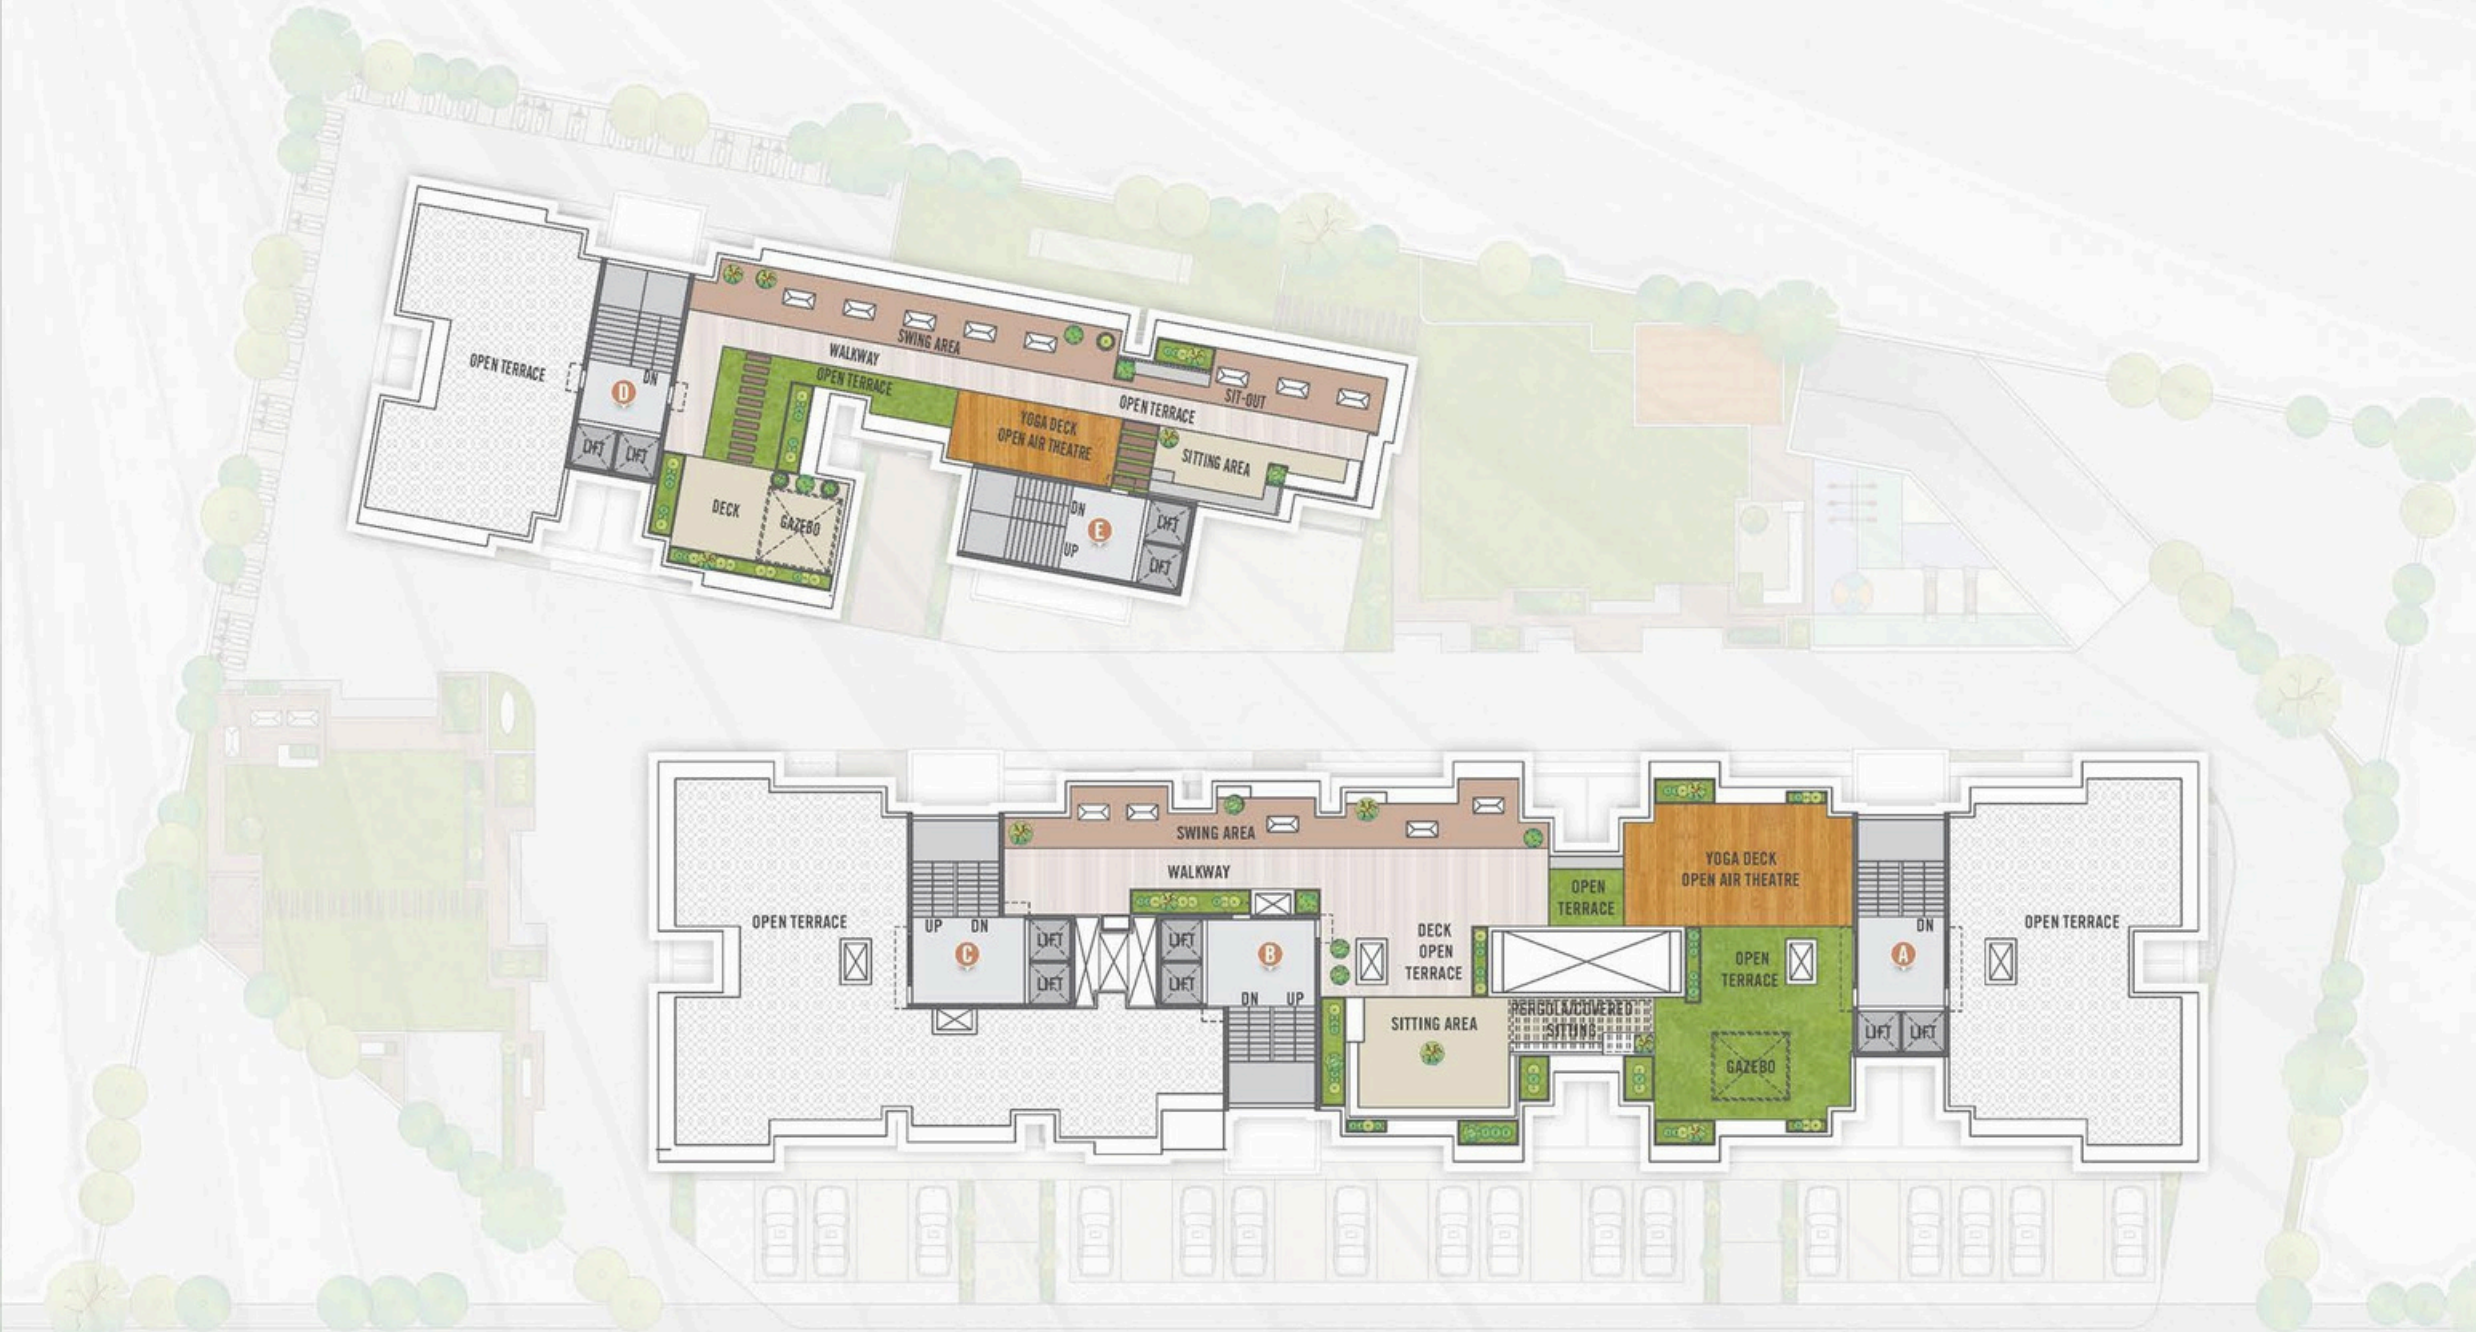 OPEN TERRACE
DN
D
LIFT
LIFT
SWING AREA
WALKWAY
OPEN TERRACE
DECK
GAZEBO
YOGA DECK
OPEN AIR THEATRE
OPEN TERRACE
SIT-OUT
SITTING AREA
DN
UP
E
LIFT
LIFT
OPEN TERRACE
UP
DN
C
LIFT
LIFT
SWING AREA
WALKWAY
LIFT
LIFT
B
DN
UP
DECK
OPEN
TERRACE
SITTING AREA
PERGOLA/COVERED
SITTING
OPEN
TERRACE
YOGA DECK
OPEN AIR THEATRE
OPEN
TERRACE
GAZEBO
DN
A
LIFT
LIFT
OPEN TERRACE